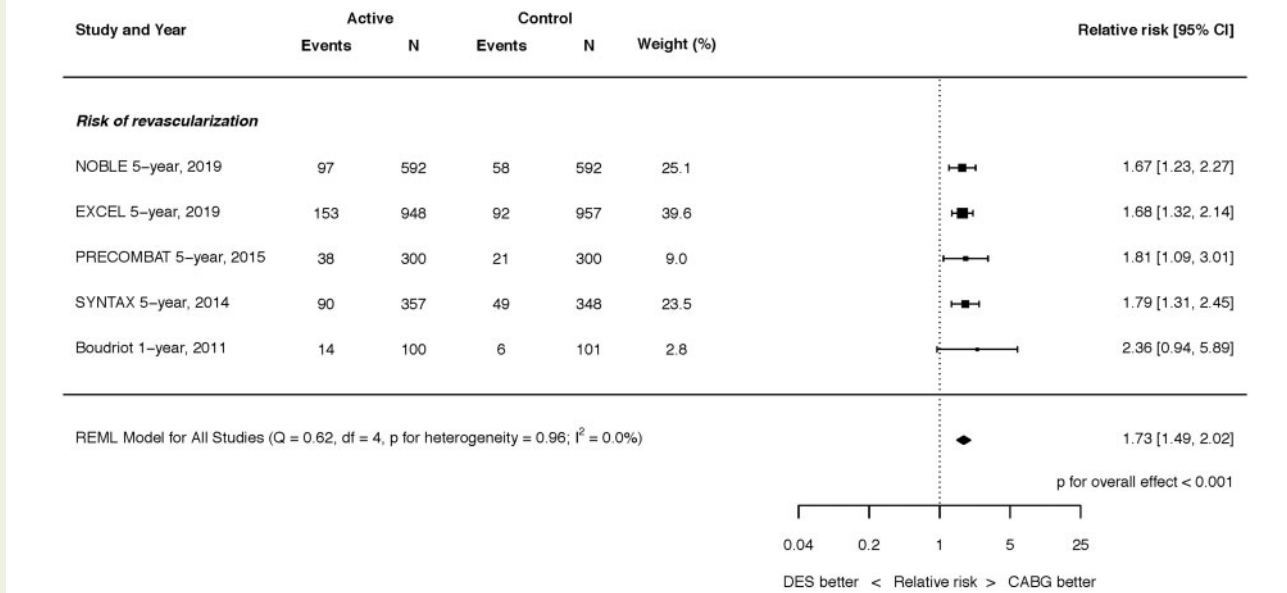 Active Control
Study and Year Relative risk [95% CI]
Events N Events N Weight (%)
Risk of revascularization
NOBLE 5−year, 2019 97 592 58 592 25.1 1.67 [1.23, 2.27]
EXCEL 5−year, 2019 153 948 92 957 39.6 1.68 [1.32, 2.14]
PRECOMBAT 5−year, 2015 38 300 21 300 9.0 1.81 [1.09, 3.01]
SYNTAX 5−year, 2014 90 357 49 348 23.5 1.79 [1.31, 2.45]
Boudriot 1−year, 2011 14 100 6 101 2.8 2.36 [0.94, 5.89]
REML Model for All Studies (Q = 0.62, df = 4, p for heterogeneity = 0.96; I² = 0.0%) 1.73 [1.49, 2.02]
p for overall effect < 0.001
0.04 0.2 1 5 25
DES better < Relative risk > CABG better